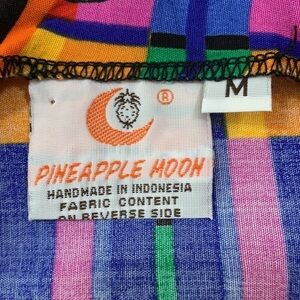 ®
M
PINEAPPLE MOON
HANDMADE IN INDONESIA
FABRIC CONTENT
ON REVERSE SIDE